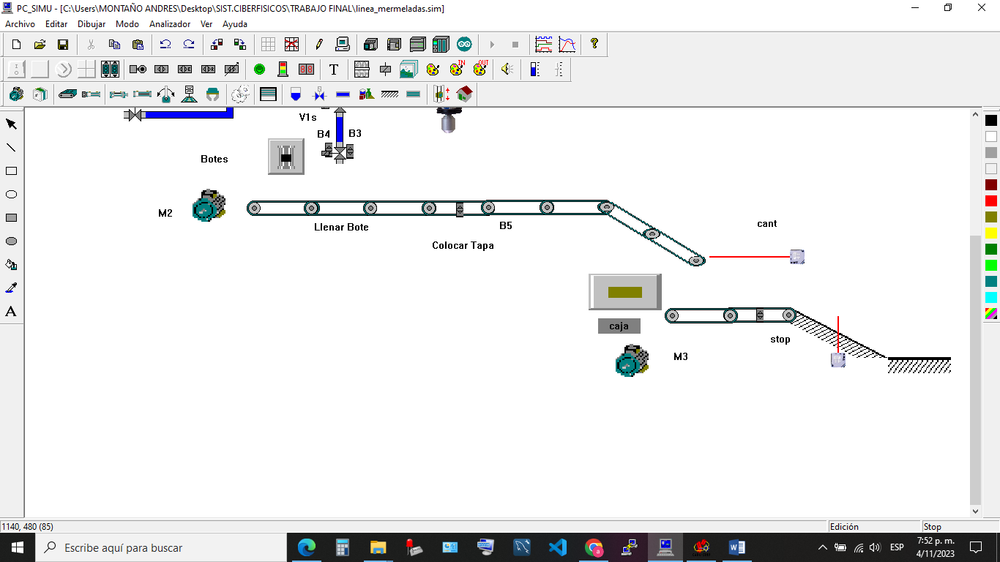 PC_SIMU - [C:\Users\MONTAÑO ANDRES\Desktop\SIST.CIBERFISICOS\TRABAJO FINAL\linea_mermeladas.sim]
Archivo Editar Dibujar Modo Analizador Ver Ayuda
T
IN
OUT
A
V1s
B4 B3
Botes
M2
Llenar Bote
B5
Colocar Tapa
cant
caja
stop
M3
1140, 480 (85)
Edición
Stop
Escribe aquí para buscar
ESP
7:52 p. m.
4/11/2023